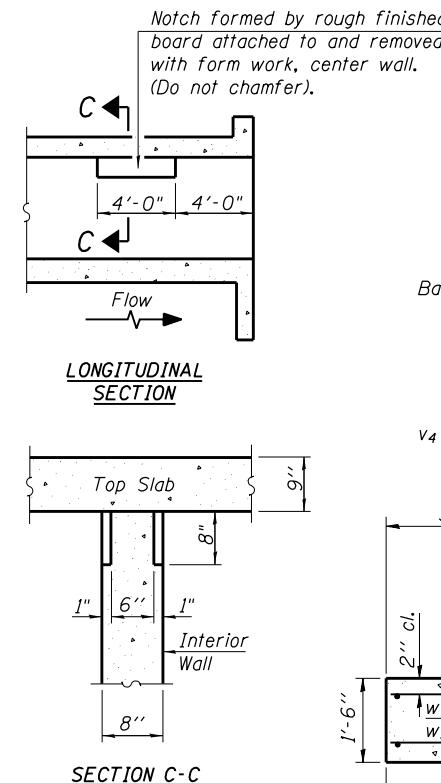 Notch formed by rough finished
board attached to and removed
with form work, center wall.
(Do not chamfer).
C
4'-0" 4'-0"
C
Flow
LONGITUDINAL
SECTION
Top Slab
9"
8"
1" 6" 1"
Interior
Wall
8"
SECTION C-C
Ba
v4
2" cl.
1'-6"
w
w